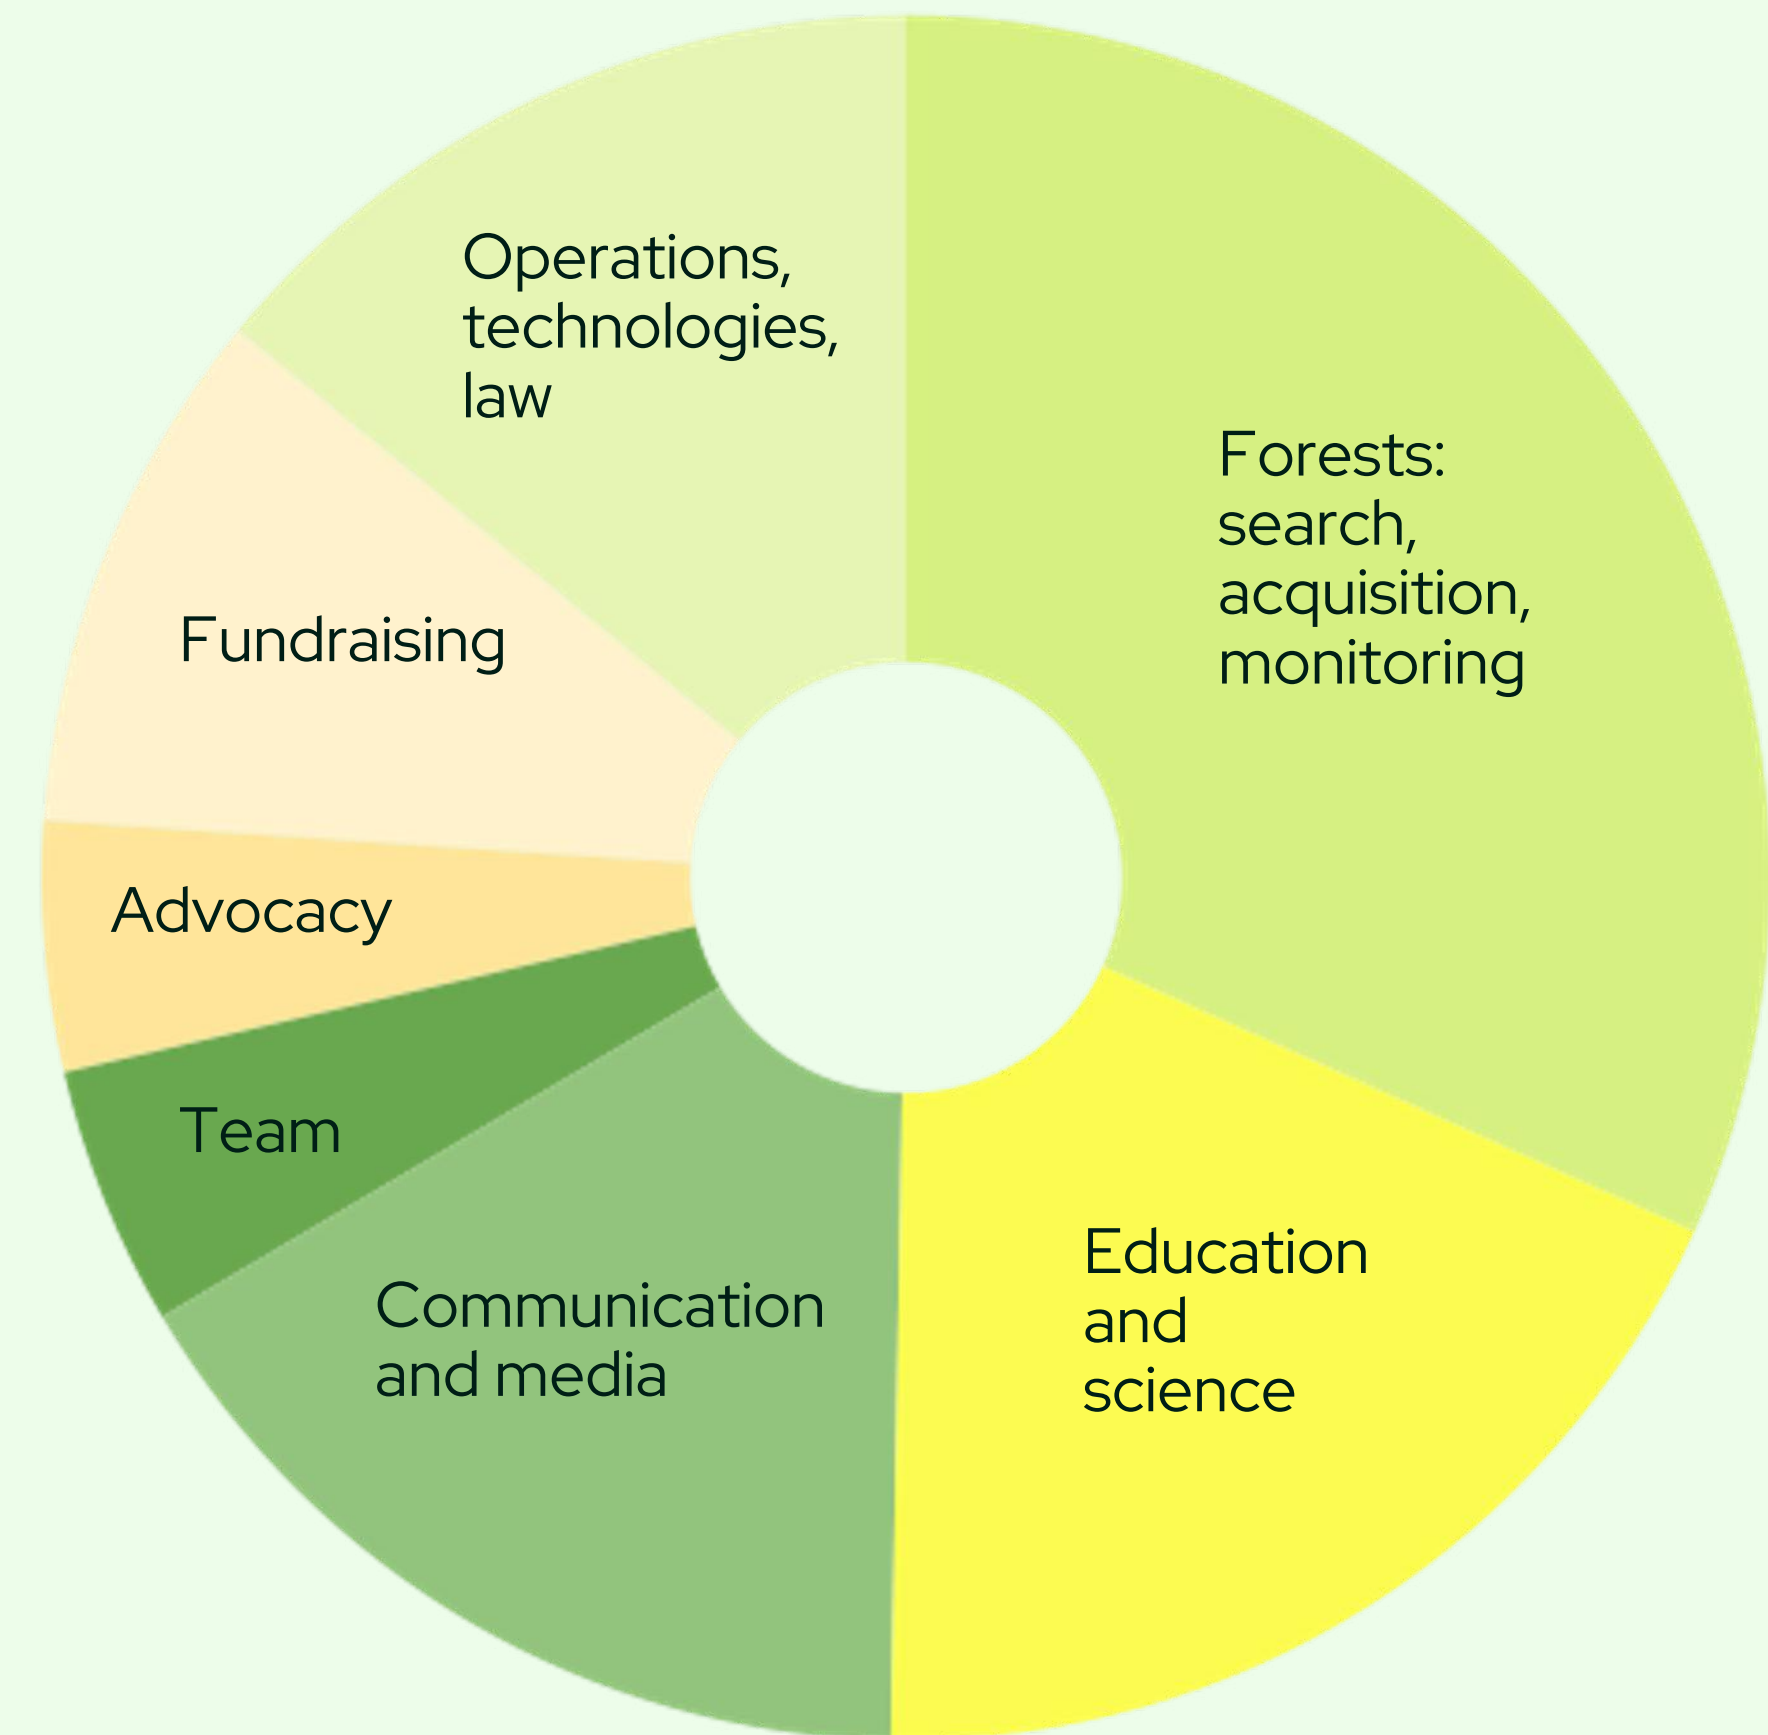 Operations,
technologies,
law
Forests:
search,
acquisition,
monitoring
Fundraising
Advocacy
Team
Communication
and media
Education
and
science